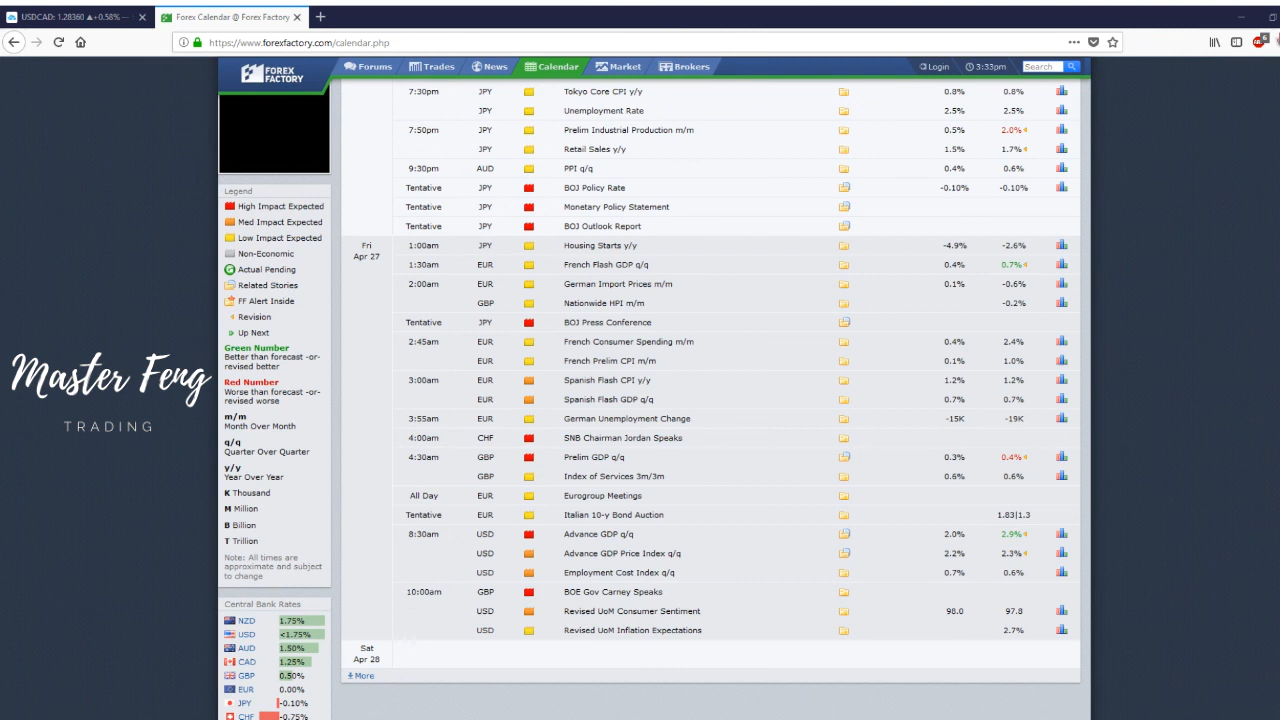 USDCAD: 1.28360 ▲+0.58% —
Forex Calendar @ Forex Factory
https://www.forexfactory.com/calendar.php
6
FOREX FACTORY
Forums Trades News Calendar Market Brokers
Login 3:33pm Search
7:30pm JPY Tokyo Core CPI y/y 0.8% 0.8%
JPY Unemployment Rate 2.5% 2.5%
7:50pm JPY Prelim Industrial Production m/m 0.5% 2.0%
JPY Retail Sales y/y 1.5% 1.7%
9:30pm AUD PPI q/q 0.4% 0.6%
Tentative JPY BOJ Policy Rate -0.10% -0.10%
Tentative JPY Monetary Policy Statement
Tentative JPY BOJ Outlook Report
Fri Apr 27
1:00am JPY Housing Starts y/y -4.9% -2.6%
1:30am EUR French Flash GDP q/q 0.4% 0.7%
2:00am EUR German Import Prices m/m 0.1% -0.6%
GBP Nationwide HPI m/m -0.2%
Tentative JPY BOJ Press Conference
2:45am EUR French Consumer Spending m/m 0.4% 2.4%
EUR French Prelim CPI m/m 0.1% 1.0%
3:00am EUR Spanish Flash CPI y/y 1.2% 1.2%
EUR Spanish Flash GDP q/q 0.7% 0.7%
3:55am EUR German Unemployment Change -15K -19K
4:00am CHF SNB Chairman Jordan Speaks
4:30am GBP Prelim GDP q/q 0.3% 0.4%
GBP Index of Services 3m/3m 0.6% 0.6%
All Day EUR Eurogroup Meetings
Tentative EUR Italian 10-y Bond Auction 1.83|1.3
8:30am USD Advance GDP q/q 2.0% 2.9%
USD Advance GDP Price Index q/q 2.2% 2.3%
USD Employment Cost Index q/q 0.7% 0.6%
10:00am GBP BOE Gov Carney Speaks
USD Revised UoM Consumer Sentiment 98.0 97.8
USD Revised UoM Inflation Expectations 2.7%
Sat
Apr 28
More
Legend
High Impact Expected
Med Impact Expected
Low Impact Expected
Non-Economic
Actual Pending
Related Stories
FF Alert Inside
Revision
Up Next
Green Number
Better than forecast -or-
revised better
Red Number
Worse than forecast -or-
revised worse
m/m
Month Over Month
q/q
Quarter Over Quarter
y/y
Year Over Year
K Thousand
M Million
B Billion
T Trillion
Note: All times are
approximate and subject
to change
Central Bank Rates
NZD 1.75%
USD <1.75%
AUD 1.50%
CAD 1.25%
GBP 0.50%
EUR 0.00%
JPY -0.10%
CHF -0.75%
Master Feng
TRADING